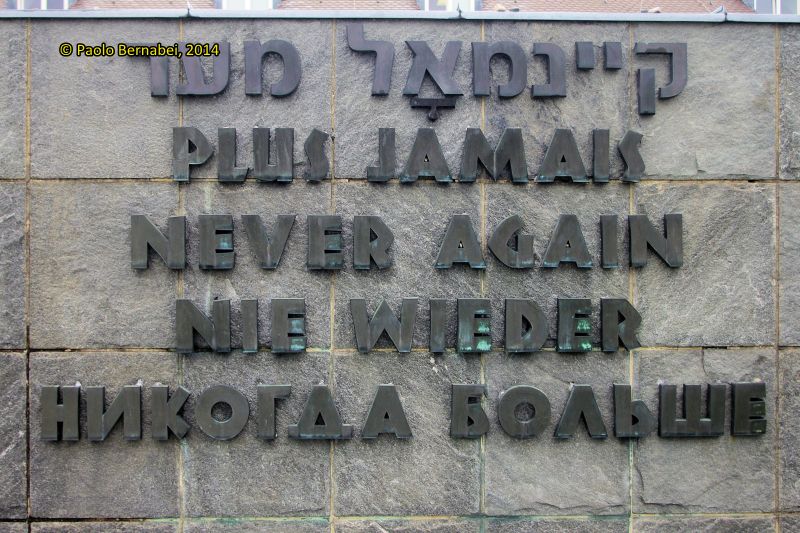 © Paolo Bernabei, 2014
קיינמאָל מער
PLUS JAMAIS
NEVER AGAIN
NIE WIEDER
НИКОГДА БОЛЬШЕ